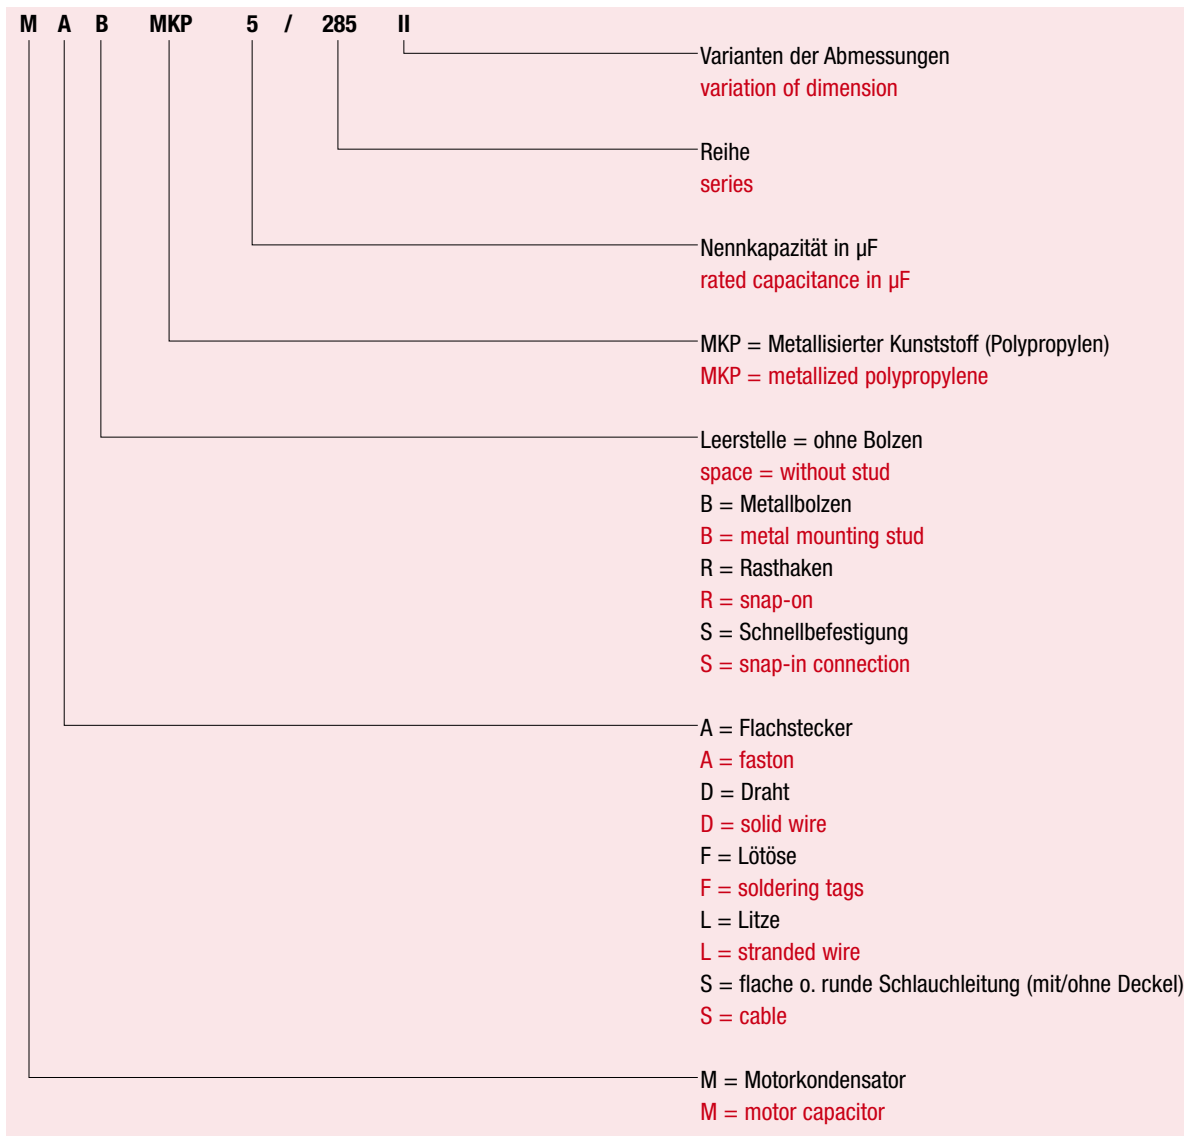 M A B MKP 5 / 285 II
Varianten der Abmessungen
variation of dimension
Reihe
series
Nennkapazität in µF
rated capacitance in µF
MKP = Metallisierter Kunststoff (Polypropylen)
MKP = metallized polypropylene
Leerstelle = ohne Bolzen
space = without stud
B = Metallbolzen
B = metal mounting stud
R = Rasthaken
R = snap-on
S = Schnellbefestigung
S = snap-in connection
A = Flachstecker
A = faston
D = Draht
D = solid wire
F = Lötöse
F = soldering tags
L = Litze
L = stranded wire
S = flache o. runde Schlauchleitung (mit/ohne Deckel)
S = cable
M = Motorkondensator
M = motor capacitor